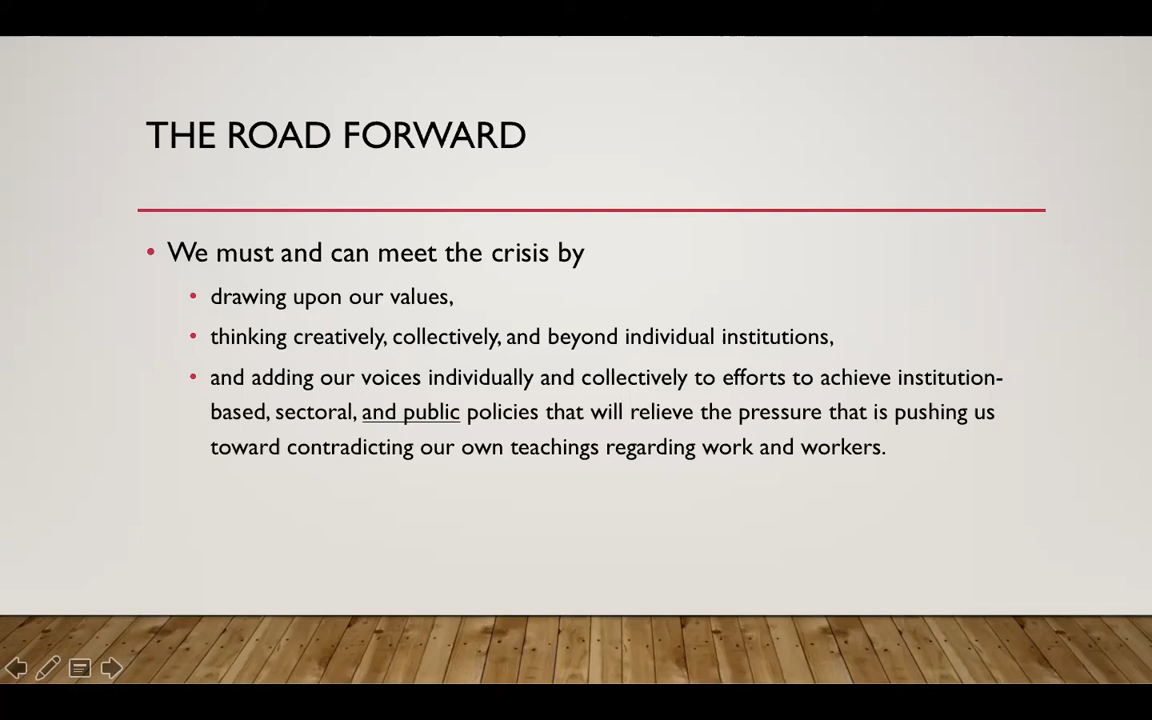 THE ROAD FORWARD
• We must and can meet the crisis by
• drawing upon our values,
• thinking creatively, collectively, and beyond individual institutions,
• and adding our voices individually and collectively to efforts to achieve institution-
based, sectoral, and public policies that will relieve the pressure that is pushing us
toward contradicting our own teachings regarding work and workers.